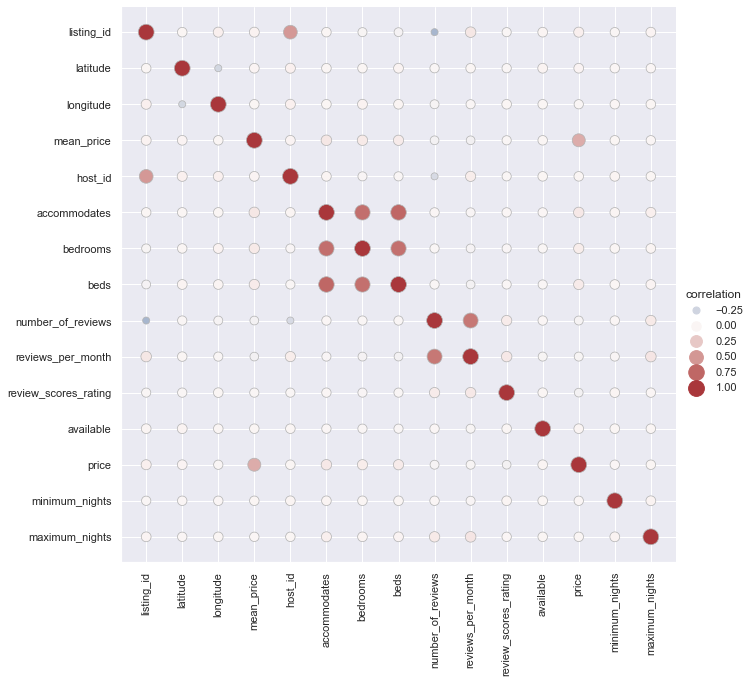 listing_id
latitude
longitude
mean_price
host_id
accommodates
bedrooms
beds
number_of_reviews
reviews_per_month
review_scores_rating
available
price
minimum_nights
maximum_nights
correlation
−0.25
0.00
0.25
0.50
0.75
1.00
listing_id
latitude
longitude
mean_price
host_id
accommodates
bedrooms
beds
number_of_reviews
reviews_per_month
review_scores_rating
available
price
minimum_nights
maximum_nights